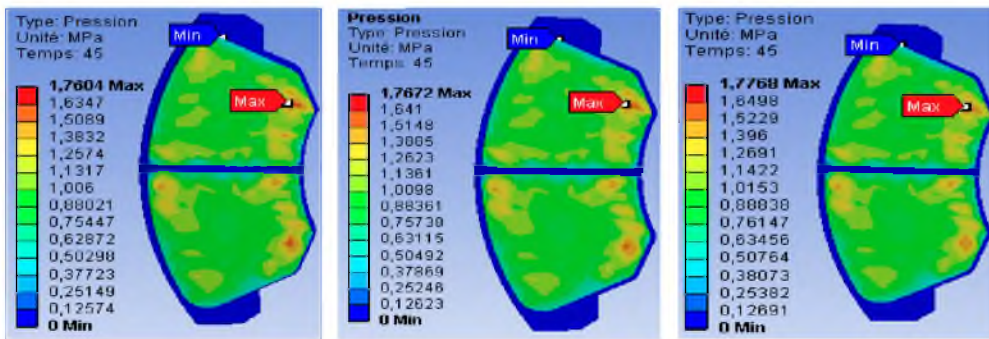 Type: Pression
Unité: MPa
Temps: 45
Min
1,7604 Max
1,6347
1,5089
1,3832
1,2574
1,1317
1,006
0,88021
0,75447
0,62872
0,50298
0,37723
0,25149
0,12574
0 Min
Max
Pression
Type: Pression
Unité: MPa
Temps: 45
Min
1,7672 Max
1,641
1,5148
1,3885
1,2623
1,1361
1,0098
0,88361
0,75738
0,63115
0,50492
0,37869
0,25246
0,12623
0 Min
Max
Type: Pression
Unité: MPa
Temps: 45
Min
1,7768 Max
1,6498
1,5229
1,396
1,2691
1,1422
1,0153
0,88838
0,76147
0,63456
0,50764
0,38073
0,25382
0,12691
0 Min
Max